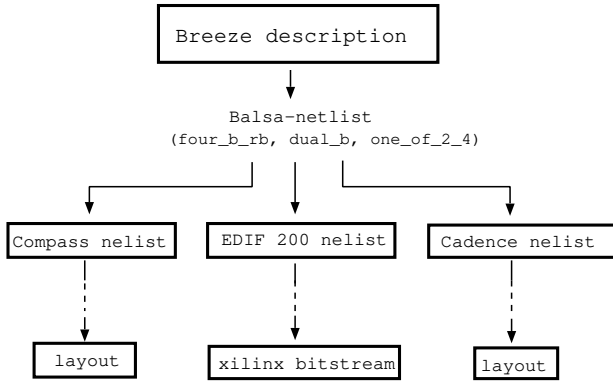 Breeze description
Balsa-netlist
(four_b_rb, dual_b, one_of_2_4)
Compass nelist
EDIF 200 nelist
Cadence nelist
layout
xilinx bitstream
layout